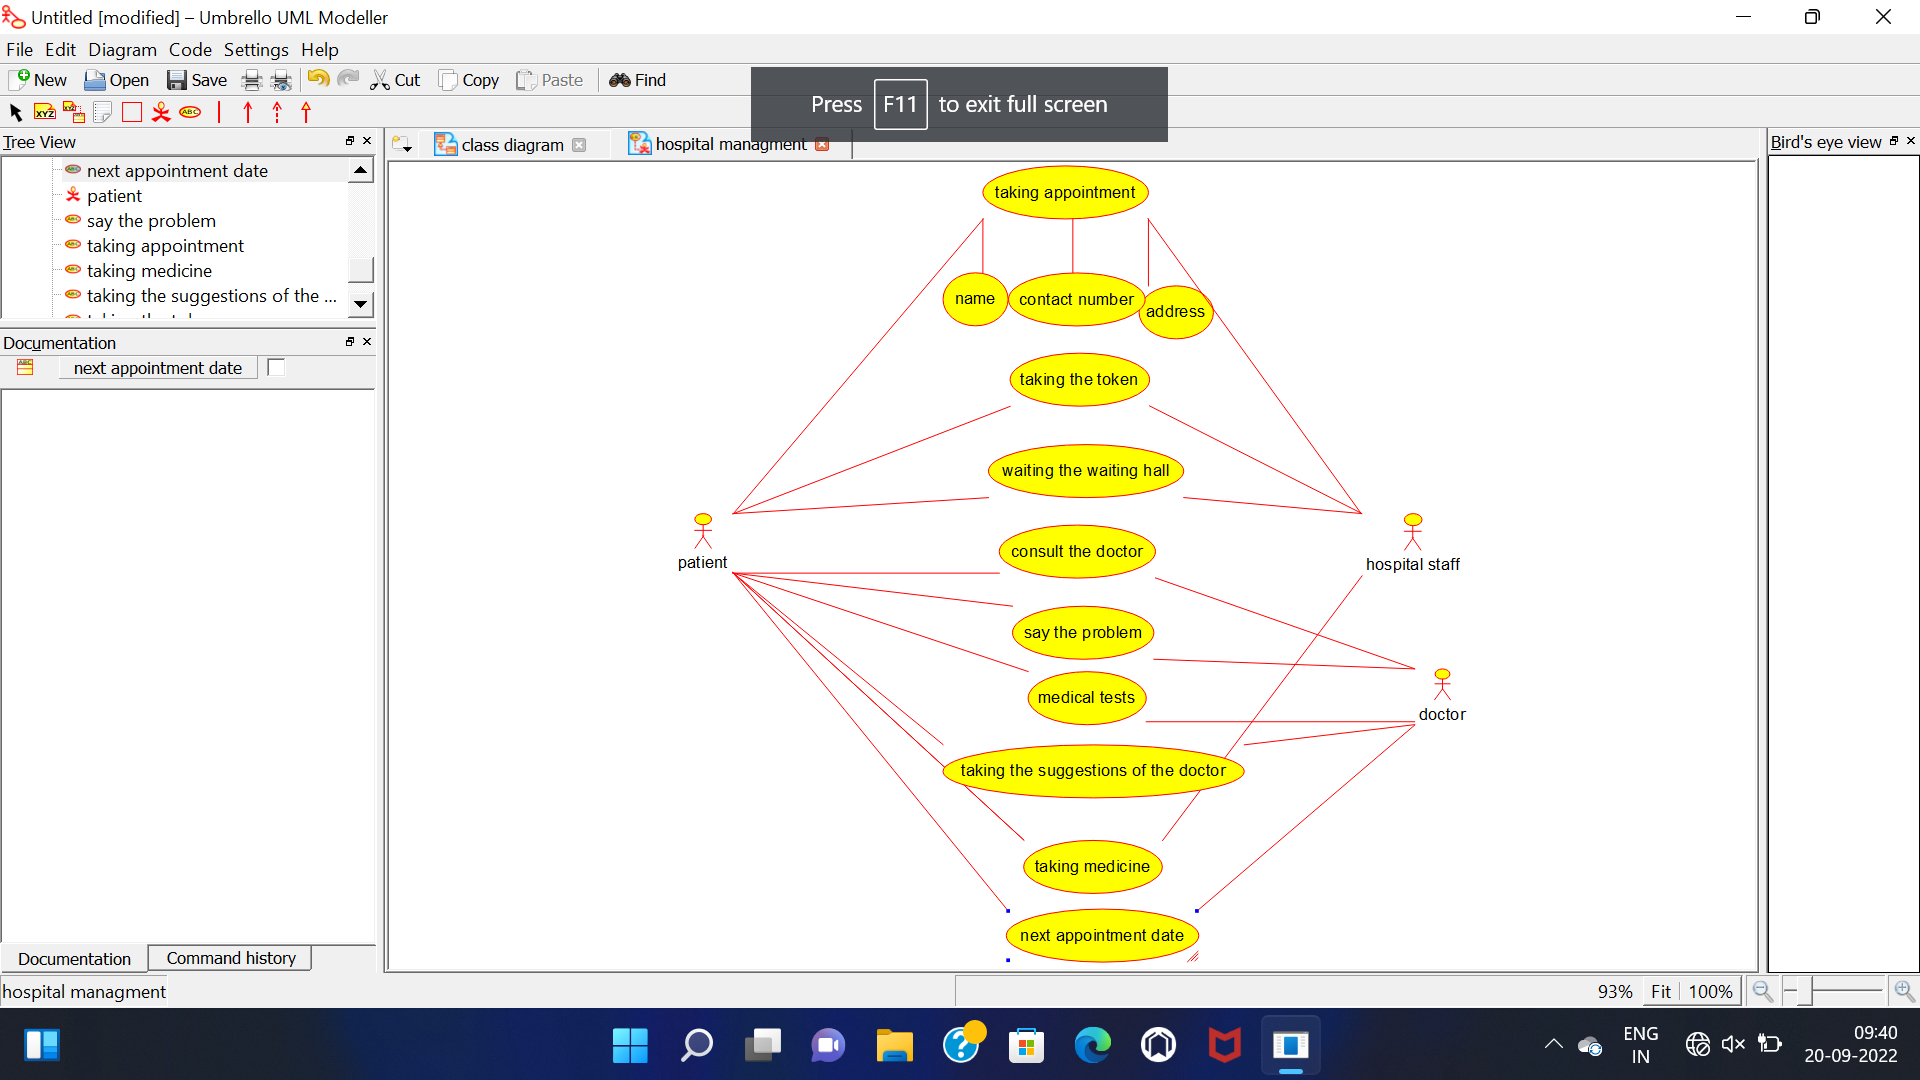 Untitled [modified] – Umbrello UML Modeller
File Edit Diagram Code Settings Help
New Open Save Cut Copy Paste Find
Press F11 to exit full screen
XYZ ABC
Tree View
class diagram
hospital managment
Bird's eye view
next appointment date
patient
say the problem
taking appointment
taking medicine
taking the suggestions of the ...
Documentation
next appointment date
taking appointment
name
contact number
address
taking the token
waiting the waiting hall
consult the doctor
patient
hospital staff
say the problem
medical tests
doctor
taking the suggestions of the doctor
taking medicine
next appointment date
Documentation Command history
hospital managment
93% Fit 100%
ENG
IN
09:40
20-09-2022